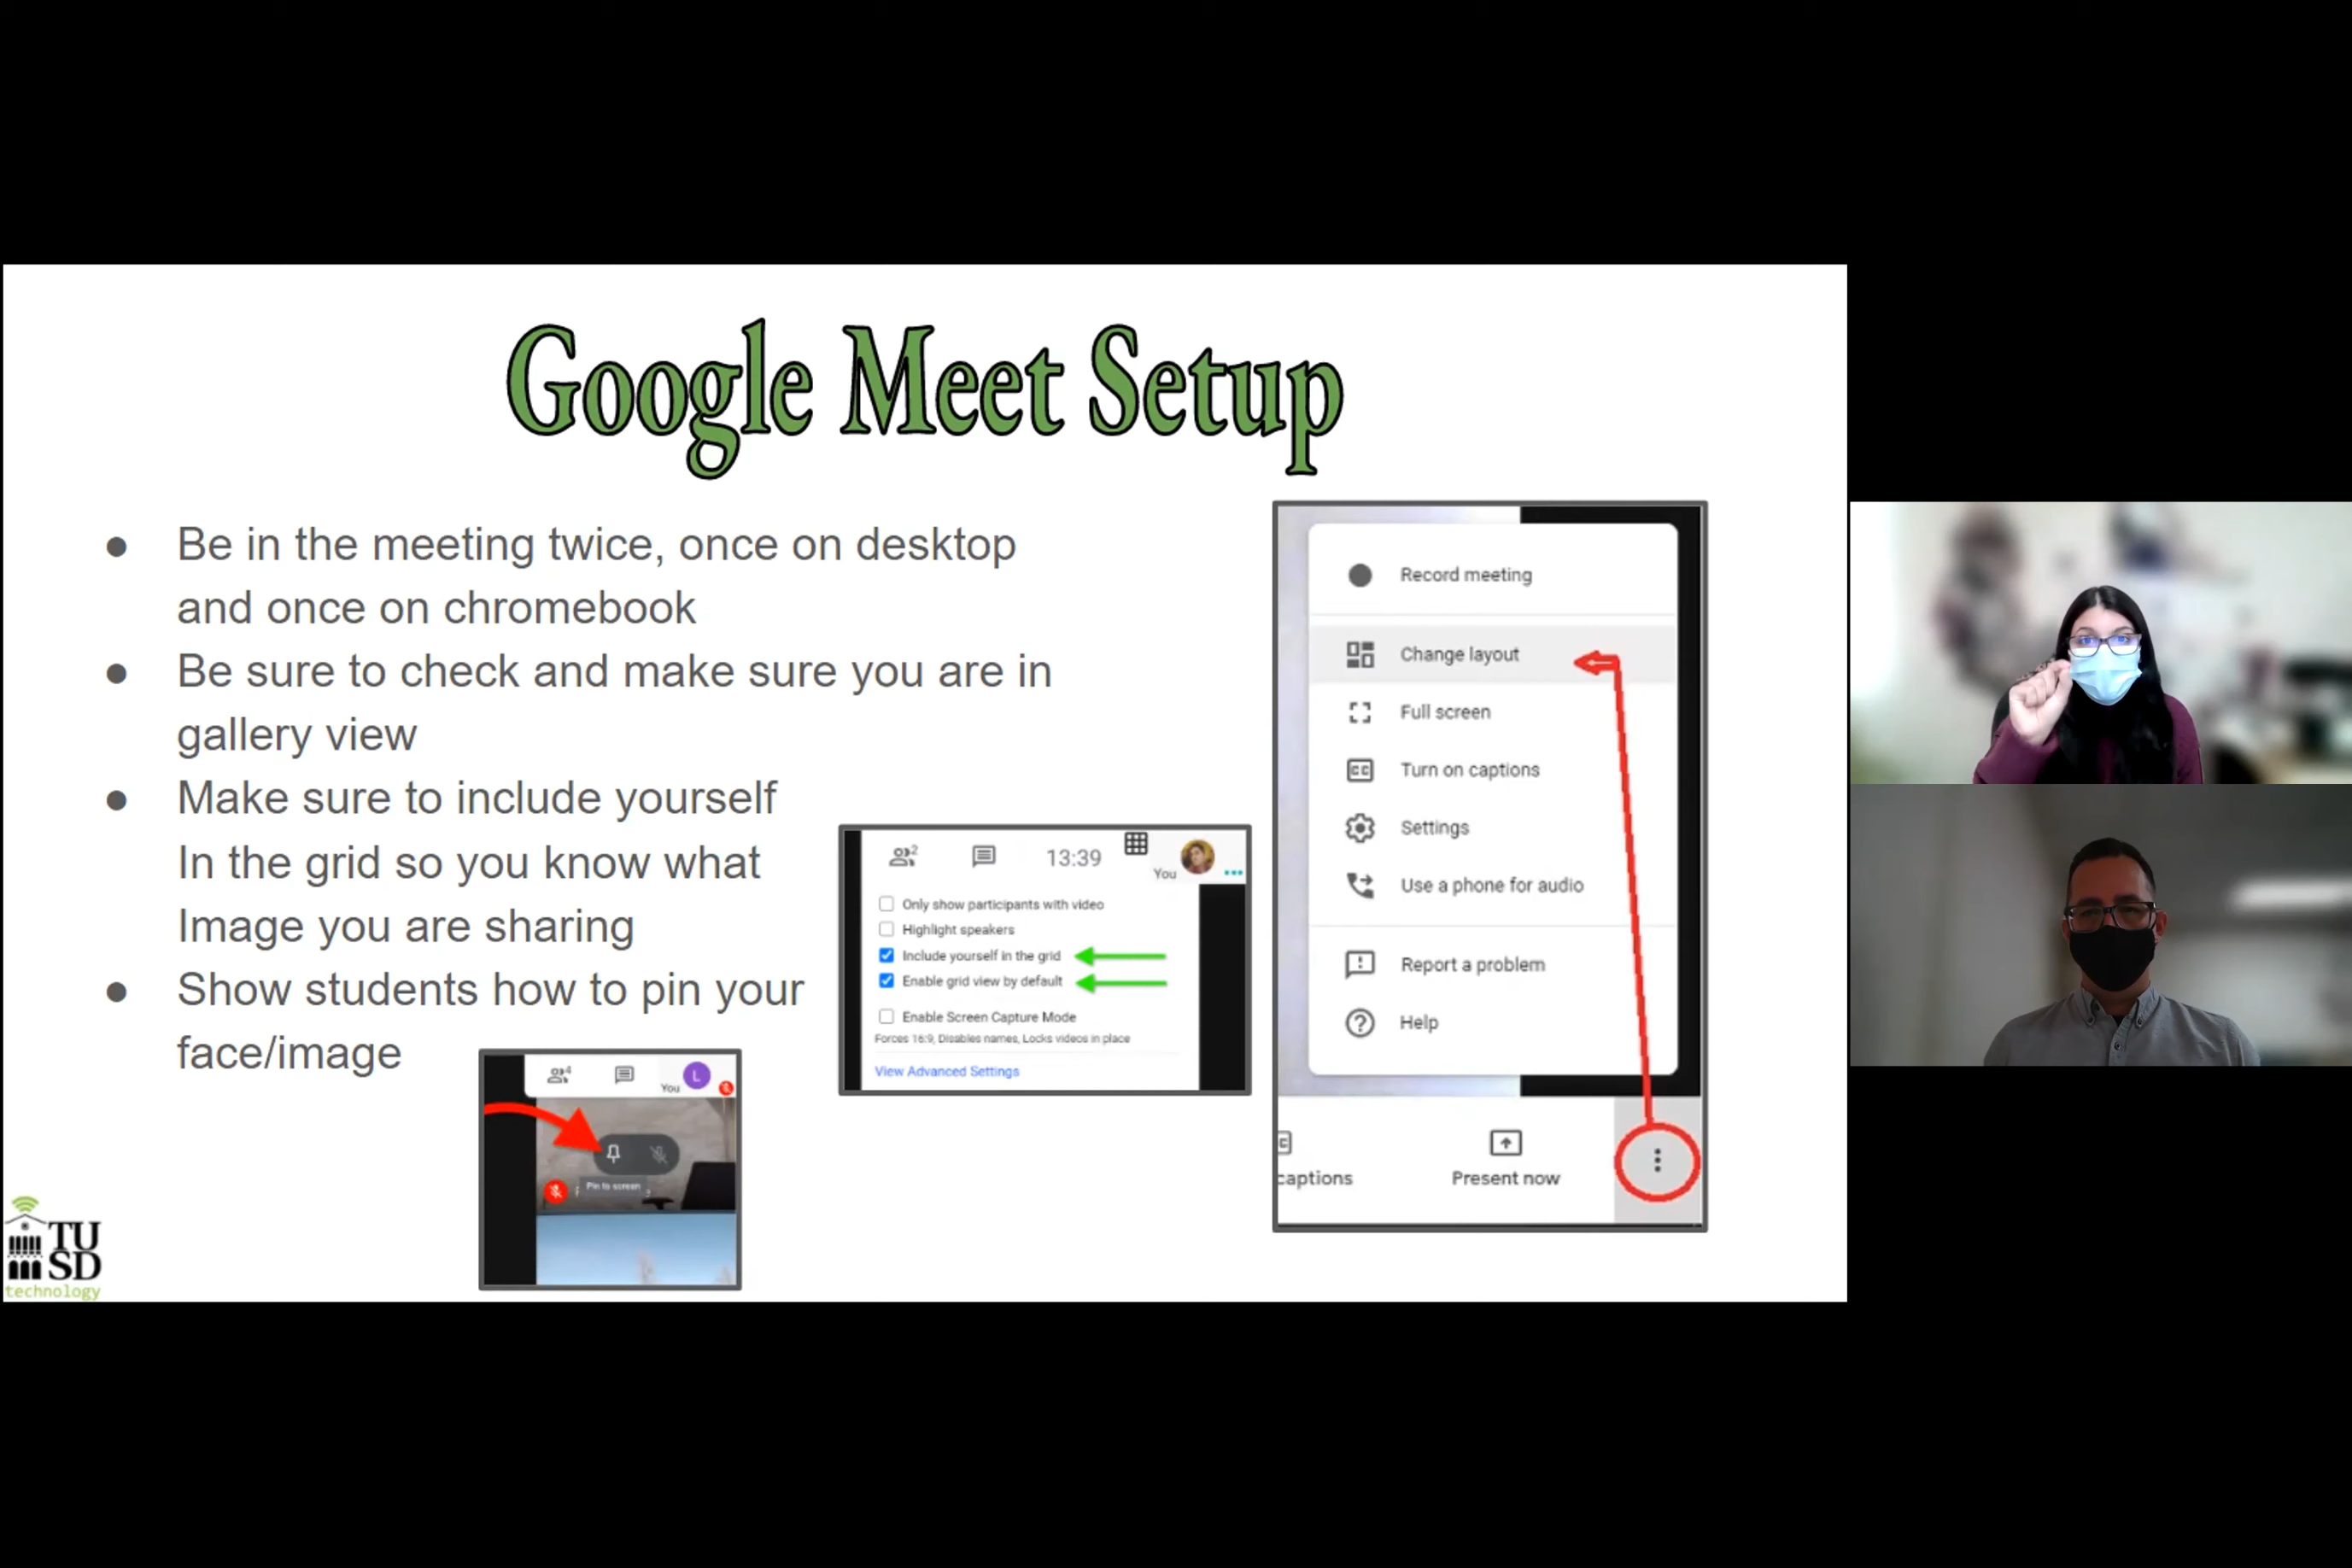 Google Meet Setup
● Be in the meeting twice, once on desktop
and once on chromebook
● Be sure to check and make sure you are in
gallery view
● Make sure to include yourself
In the grid so you know what
Image you are sharing
● Show students how to pin your
face/image
4
You
L
Pin to screen
2
13:39
You
Only show participants with video
Highlight speakers
Include yourself in the grid
Enable grid view by default
Enable Screen Capture Mode
Forces 16:9, Disables names, Locks videos in place
View Advanced Settings
Record meeting
Change layout
Full screen
CC Turn on captions
Settings
Use a phone for audio
Report a problem
Help
captions
Present now
TU
SD
technology